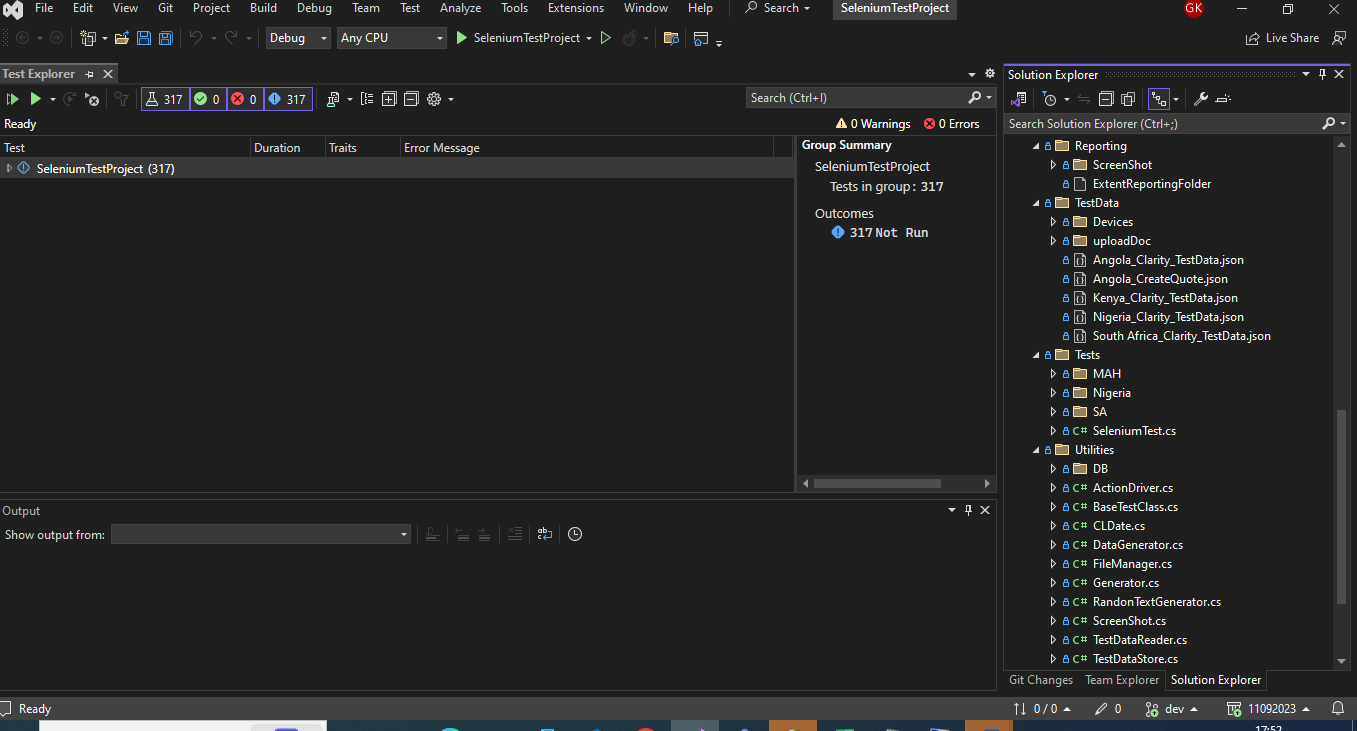 File Edit View Git Project Build Debug Team Test Analyze Tools Extensions Window Help Search SeleniumTestProject GK
Debug Any CPU SeleniumTestProject Live Share
Test Explorer
317 0 0 317 Search (Ctrl+I)
Ready 0 Warnings 0 Errors
Test Duration Traits Error Message
SeleniumTestProject (317)
Group Summary
SeleniumTestProject
Tests in group: 317
Outcomes
317 Not Run
Output
Show output from:
Solution Explorer
Search Solution Explorer (Ctrl+;)
Reporting
ScreenShot
ExtentReportingFolder
TestData
Devices
uploadDoc
Angola_Clarity_TestData.json
Angola_CreateQuote.json
Kenya_Clarity_TestData.json
Nigeria_Clarity_TestData.json
South Africa_Clarity_TestData.json
Tests
MAH
Nigeria
SA
C# SeleniumTest.cs
Utilities
DB
C# ActionDriver.cs
C# BaseTestClass.cs
C# CLDate.cs
C# DataGenerator.cs
C# FileManager.cs
C# Generator.cs
C# RandonTextGenerator.cs
C# ScreenShot.cs
C# TestDataReader.cs
C# TestDataStore.cs
Git Changes Team Explorer Solution Explorer
Ready 0 / 0 0 dev 11092023
17:52